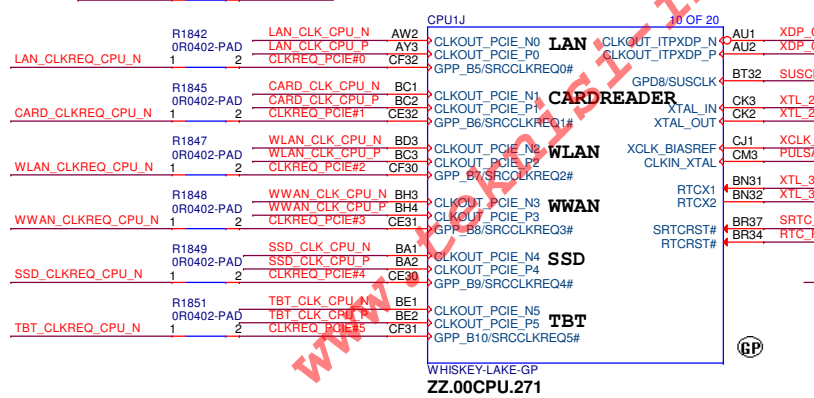 CPU1J
10 OF 20
R1842
0R0402-PAD
LAN_CLK_CPU_N AW2 CLKOUT_PCIE_N0 LAN
LAN_CLK_CPU_P AY3 CLKOUT_PCIE_P0
LAN_CLKREQ_CPU_N 1 2 CLKREQ_PCIE#0 CF32 GPP_B5/SRCCLKREQ0#
R1845
0R0402-PAD
CARD_CLK_CPU_N BC1 CLKOUT_PCIE_N1 CARDREADER
CARD_CLK_CPU_P BC2 CLKOUT_PCIE_P1
CARD_CLKREQ_CPU_N 1 2 CLKREQ_PCIE#1 CE32 GPP_B6/SRCCLKREQ1#
R1847
0R0402-PAD
WLAN_CLK_CPU_N BD3 CLKOUT_PCIE_N2 WLAN
WLAN_CLK_CPU_P BC3 CLKOUT_PCIE_P2
WLAN_CLKREQ_CPU_N 1 2 CLKREQ_PCIE#2 CF30 GPP_B7/SRCCLKREQ2#
R1848
0R0402-PAD
WWAN_CLK_CPU_N BH3 CLKOUT_PCIE_N3 WWAN
WWAN_CLK_CPU_P BH4 CLKOUT_PCIE_P3
WWAN_CLKREQ_CPU_N 1 2 CLKREQ_PCIE#3 CE31 GPP_B8/SRCCLKREQ3#
R1849
0R0402-PAD
SSD_CLK_CPU_N BA1 CLKOUT_PCIE_N4 SSD
SSD_CLK_CPU_P BA2 CLKOUT_PCIE_P4
SSD_CLKREQ_CPU_N 1 2 CLKREQ_PCIE#4 CE30 GPP_B9/SRCCLKREQ4#
R1851
0R0402-PAD
TBT_CLK_CPU_N BE1 CLKOUT_PCIE_N5 TBT
TBT_CLK_CPU_P BE2 CLKOUT_PCIE_P5
TBT_CLKREQ_CPU_N 1 2 CLKREQ_PCIE#5 CF31 GPP_B10/SRCCLKREQ5#
CLKOUT_ITPXDP_N AU1
CLKOUT_ITPXDP_P AU2
GPD8/SUSCLK BT32
XTAL_IN CK3
XTAL_OUT CK2
XCLK_BIASREF CJ1
CLKIN_XTAL CM3
RTCX1 BN31
RTCX2 BN32
SRTCRST# BR37
RTCRST# BR34
GP
WHISKEY-LAKE-GP
ZZ.00CPU.271